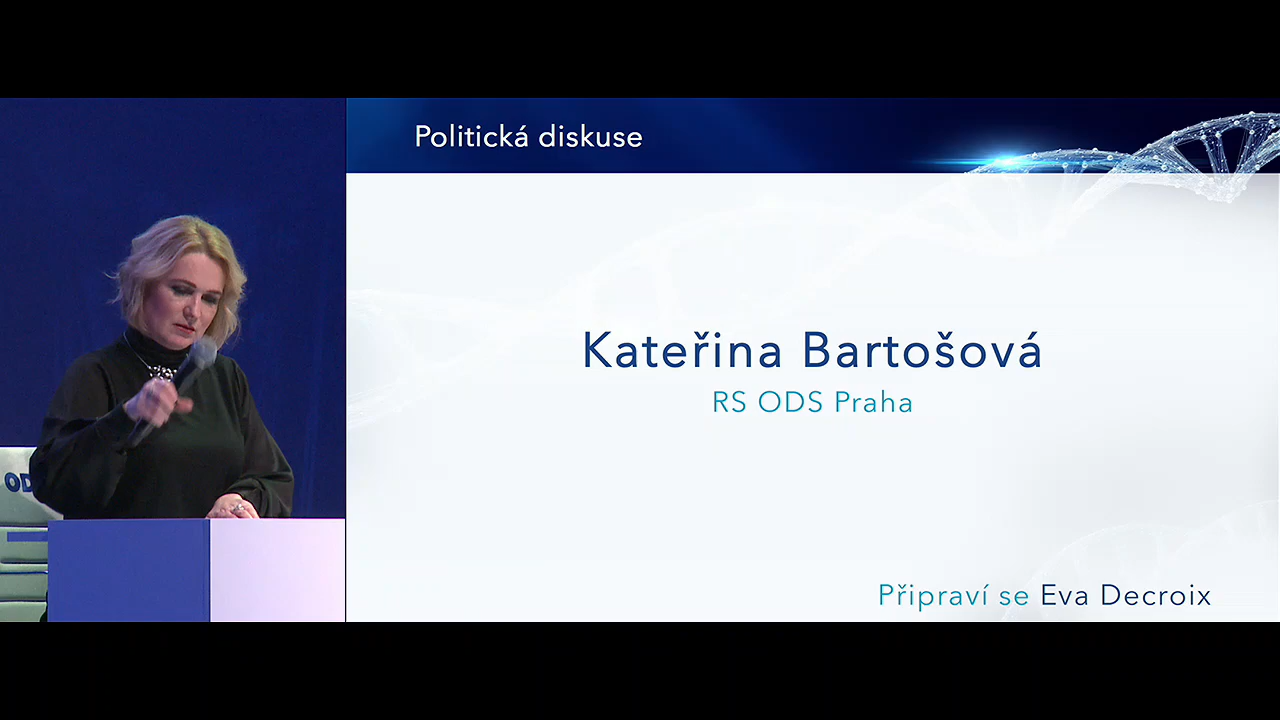 Politická diskuse
Kateřina Bartošová
RS ODS Praha
Připraví se Eva Decroix